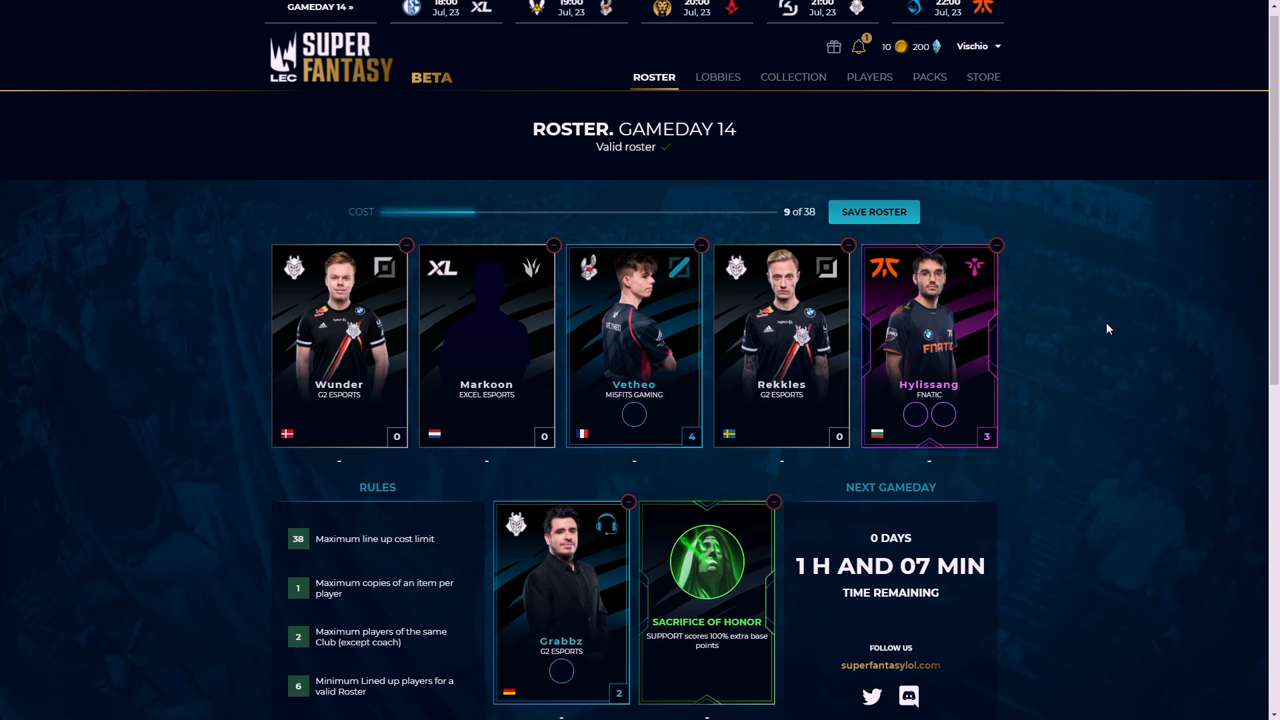 GAMEDAY 14 »
18:00
Jul, 23
XL
19:00
Jul, 23
20:00
Jul, 23
21:00
Jul, 23
22:00
Jul, 23
LEC
SUPER
FANTASY
BETA
1
10
200
Vischio
ROSTER
LOBBIES
COLLECTION
PLAYERS
PACKS
STORE
ROSTER. GAMEDAY 14
Valid roster
COST
9 of 38
SAVE ROSTER
Wunder
G2 ESPORTS
0
XL
Markoon
EXCEL ESPORTS
0
Vetheo
MISFITS GAMING
4
Rekkles
G2 ESPORTS
0
Hylissang
FNATIC
3
-
-
-
-
-
RULES
38 Maximum line up cost limit
1 Maximum copies of an item per
player
2 Maximum players of the same
Club (except coach)
6 Minimum Lined up players for a
valid Roster
Grabbz
G2 ESPORTS
2
SACRIFICE OF HONOR
SUPPORT scores 100% extra base
points
-
-
NEXT GAMEDAY
0 DAYS
1 H AND 07 MIN
TIME REMAINING
FOLLOW US
superfantasylol.com